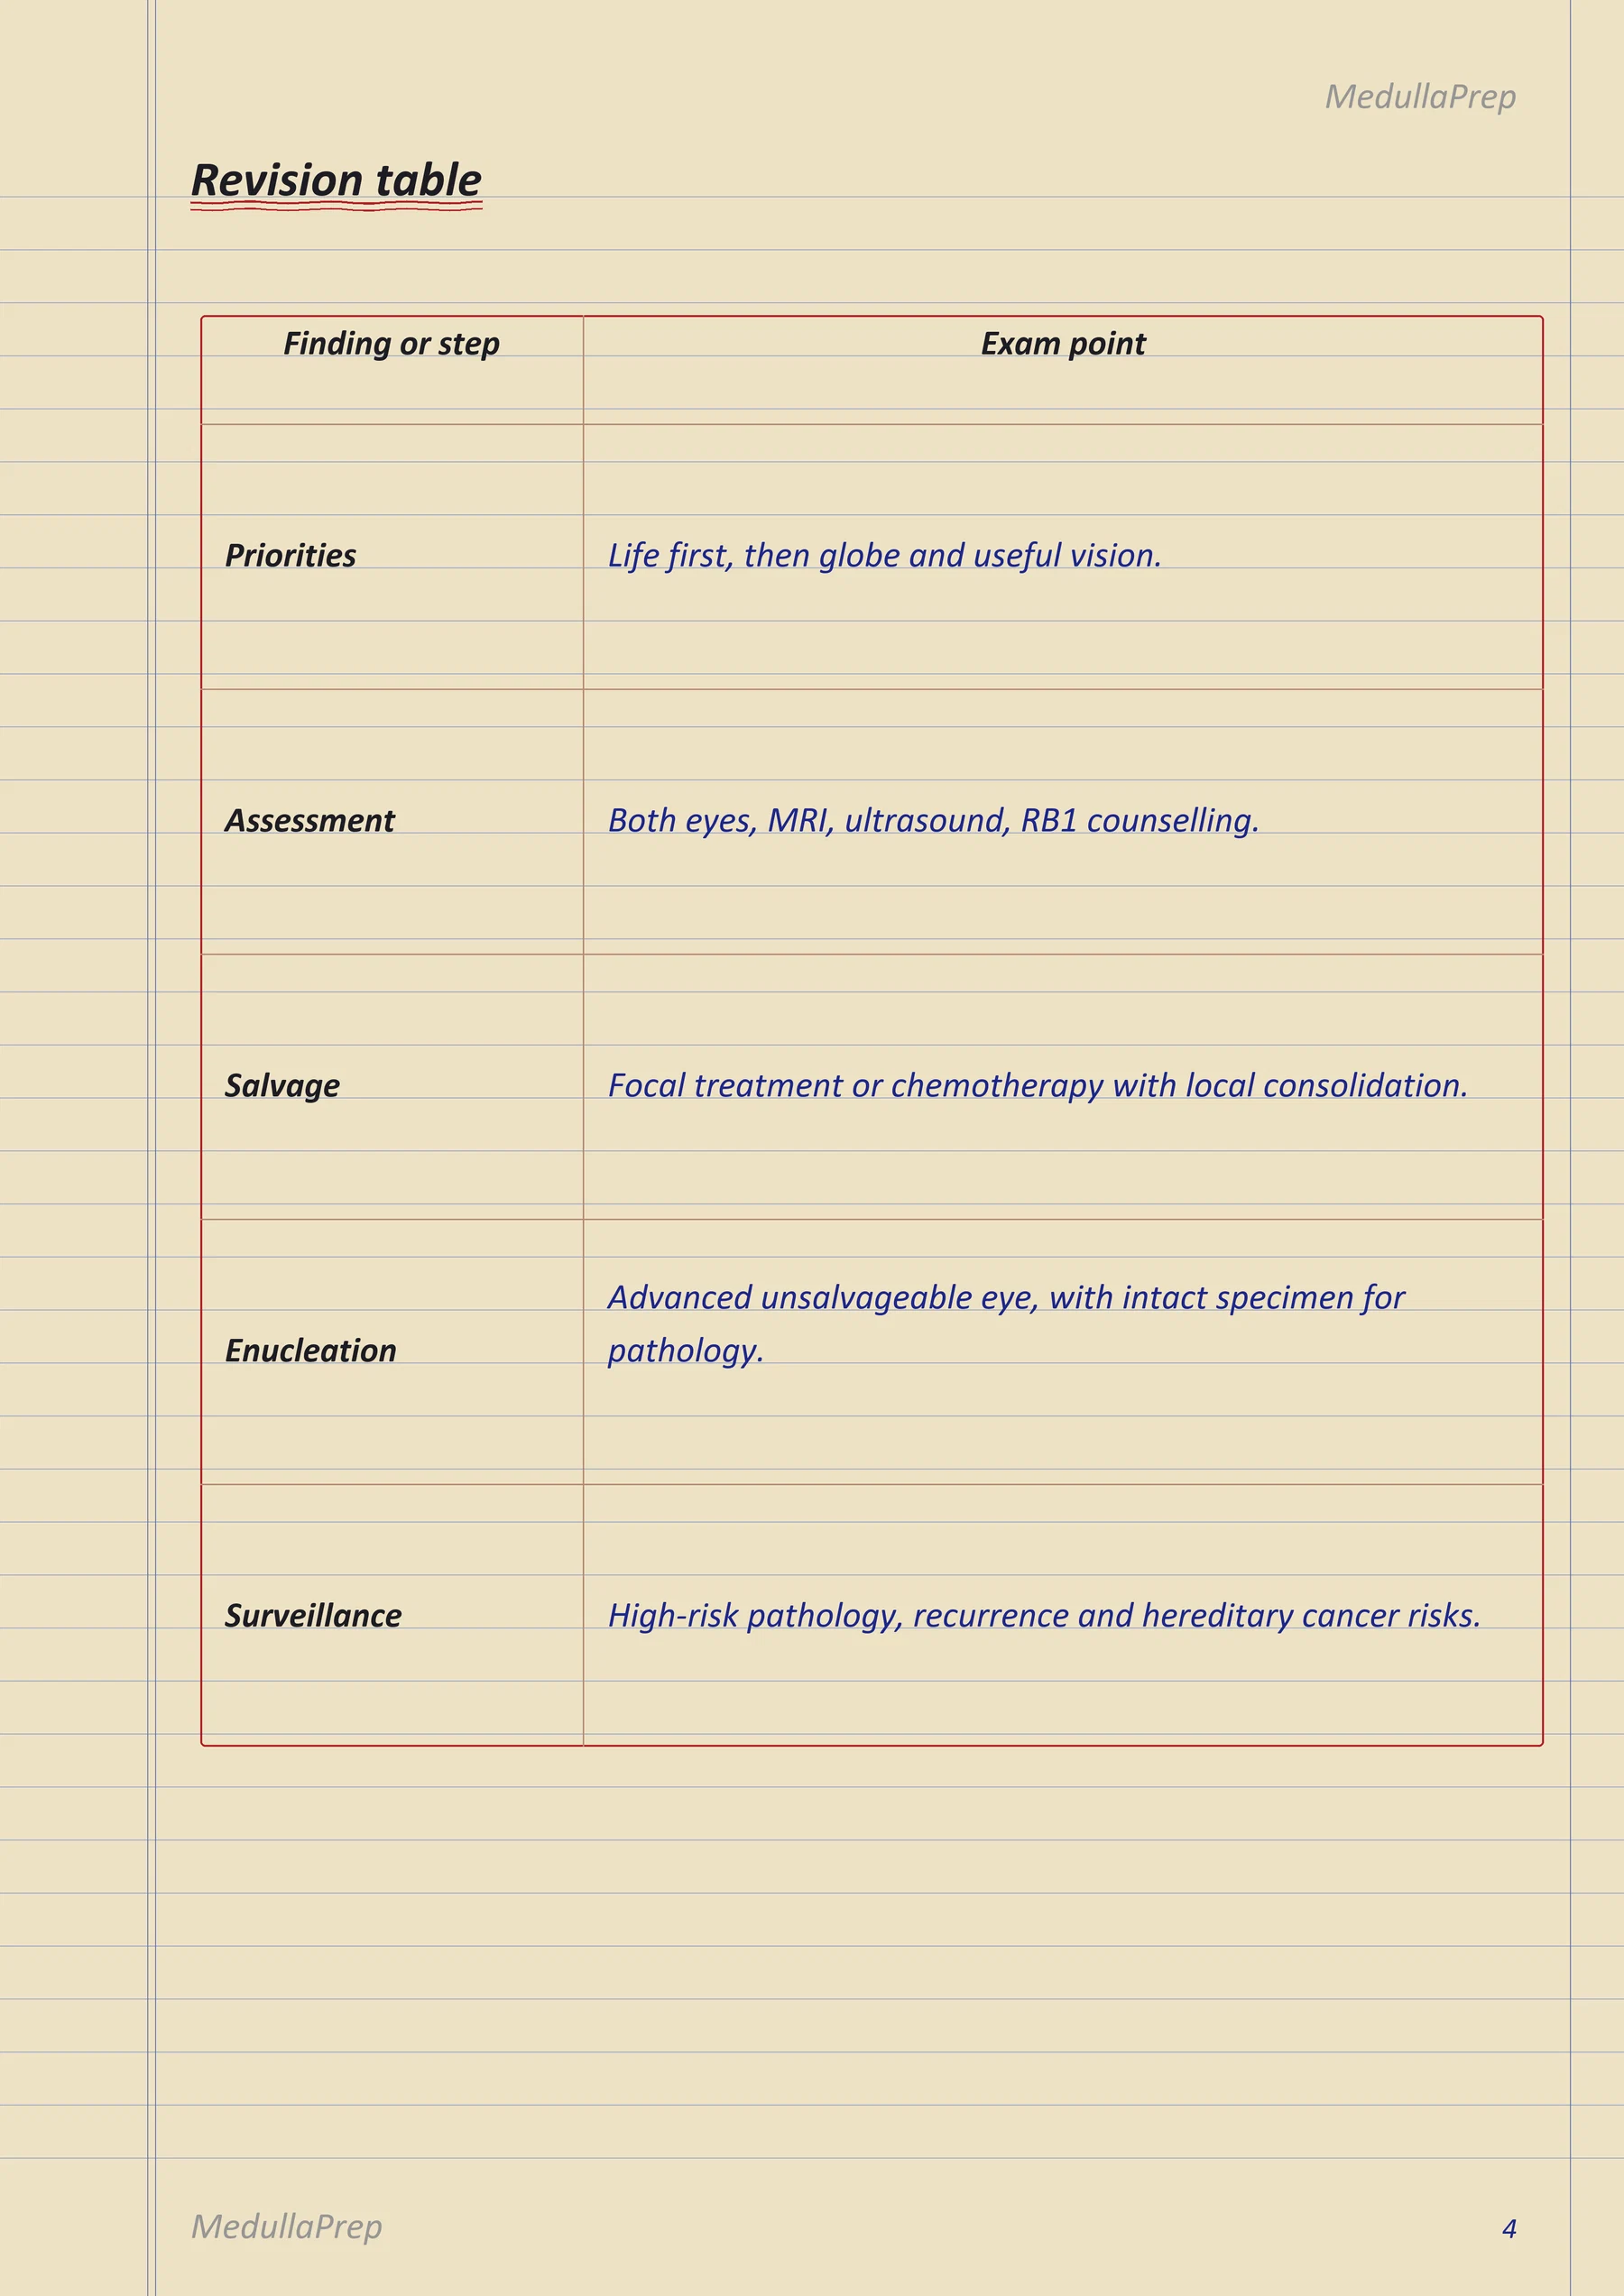 MedullaPrep
Revision table
Finding or step
Exam point
Priorities
Life first, then globe and useful vision.
Assessment
Both eyes, MRI, ultrasound, RB1 counselling.
Salvage
Focal treatment or chemotherapy with local consolidation.
Enucleation
Advanced unsalvageable eye, with intact specimen for
pathology.
Surveillance
High-risk pathology, recurrence and hereditary cancer risks.
MedullaPrep
4